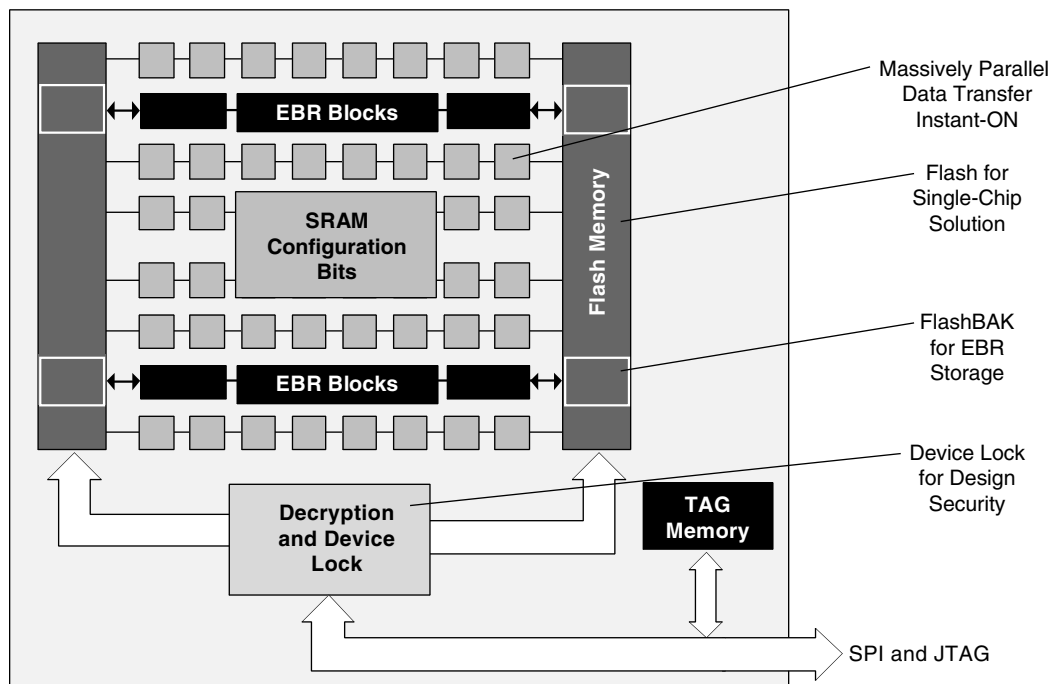 EBR Blocks
SRAM
Configuration
Bits
EBR Blocks
Flash Memory
Decryption
and Device
Lock
TAG
Memory
Massively Parallel
Data Transfer
Instant-ON
Flash for
Single-Chip
Solution
FlashBAK
for EBR
Storage
Device Lock
for Design
Security
SPI and JTAG